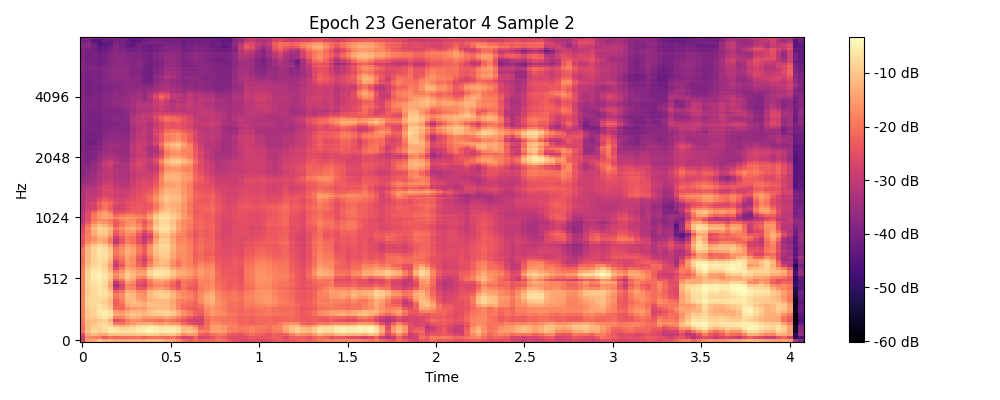 Epoch 23 Generator 4 Sample 2
Hz
4096
2048
1024
512
0
0 0.5 1 1.5 2 2.5 3 3.5 4
Time
-10 dB
-20 dB
-30 dB
-40 dB
-50 dB
-60 dB